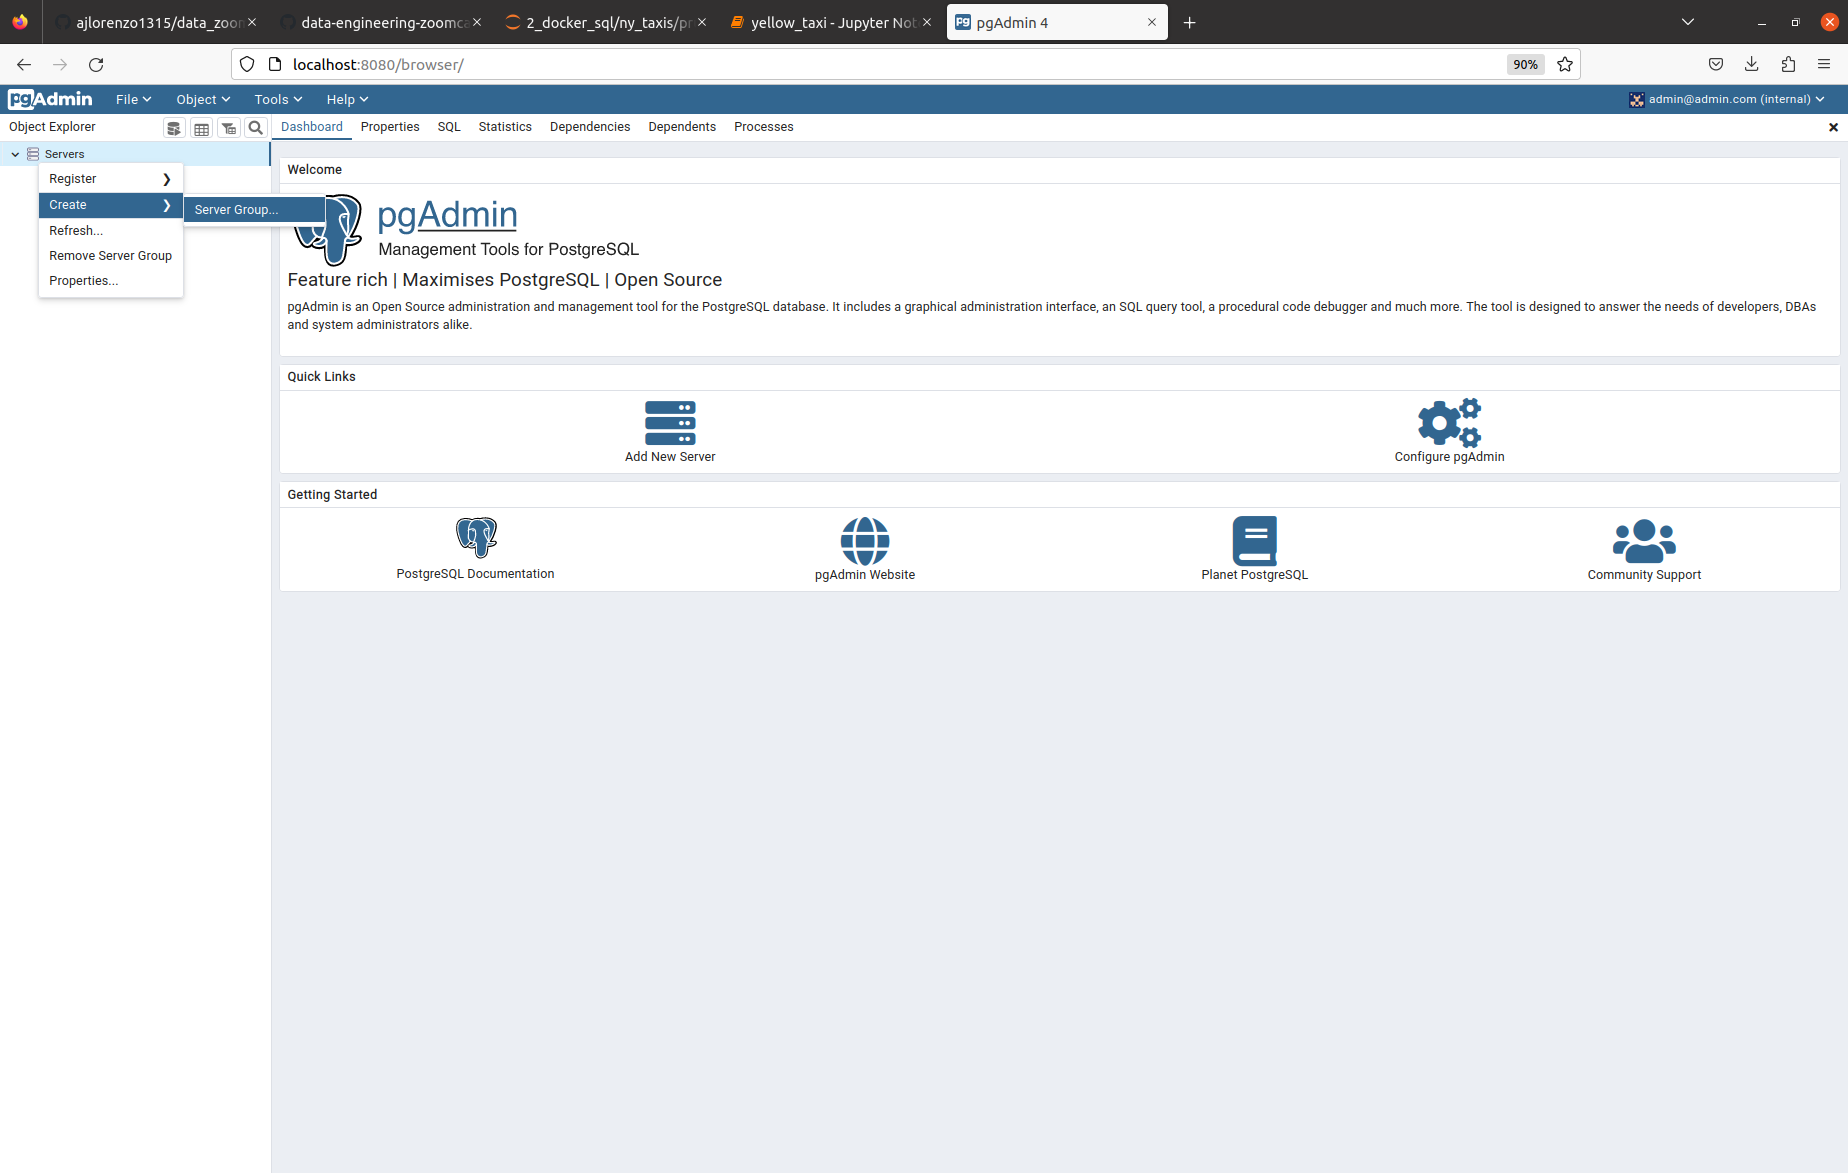 ajlorenzo1315/data_zoon
data-engineering-zoomca
2_docker_sql/ny_taxis/pr
yellow_taxi - Jupyter Not
pgAdmin 4
localhost:8080/browser/
90%
pgAdmin
File
Object
Tools
Help
admin@admin.com (internal)
Object Explorer
Dashboard
Properties
SQL
Statistics
Dependencies
Dependents
Processes
Servers
Register
Create
Server Group...
Refresh...
Remove Server Group
Properties...
Welcome
pgAdmin
Management Tools for PostgreSQL
Feature rich | Maximises PostgreSQL | Open Source
pgAdmin is an Open Source administration and management tool for the PostgreSQL database. It includes a graphical administration interface, an SQL query tool, a procedural code debugger and much more. The tool is designed to answer the needs of developers, DBAs
and system administrators alike.
Quick Links
Add New Server
Configure pgAdmin
Getting Started
PostgreSQL Documentation
pgAdmin Website
Planet PostgreSQL
Community Support